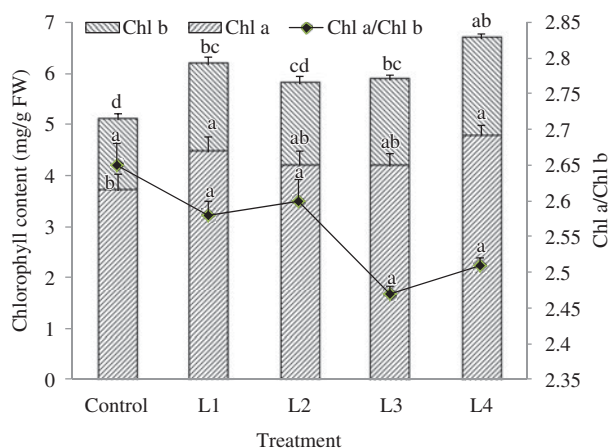 Chl b Chl a Chl a/Chl b
7
6
5
4
3
2
1
0
Chlorophyll content (mg/g FW)
2.85
2.8
2.75
2.7
2.65
2.6
2.55
2.5
2.45
2.4
2.35
Chl a/Chl b
d
a
b
bc
a
a
cd
ab
a
bc
ab
a
ab
a
a
Control L1 L2 L3 L4
Treatment